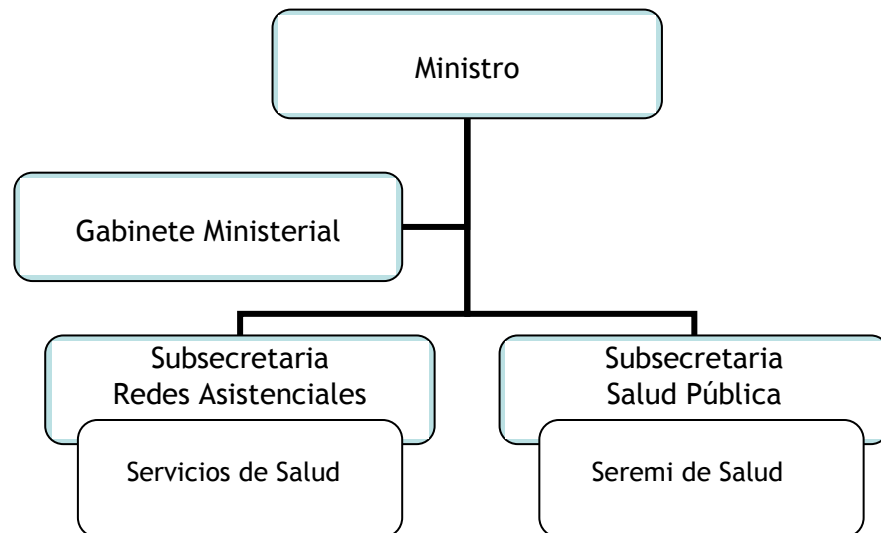 Ministro
Gabinete Ministerial
Subsecretaria
Redes Asistenciales
Servicios de Salud
Subsecretaria
Salud Pública
Seremi de Salud